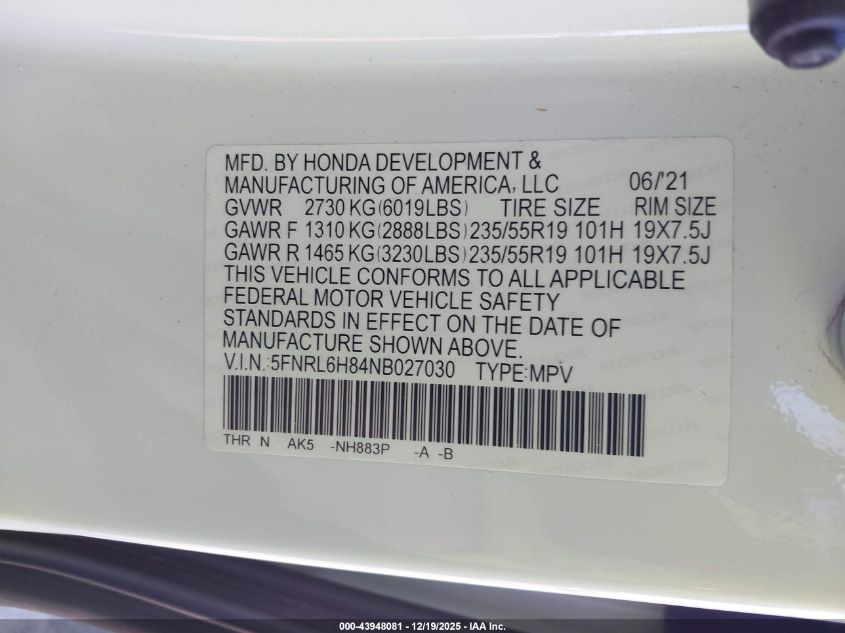 MFD. BY HONDA DEVELOPMENT &
MANUFACTURING OF AMERICA, LLC 06/'21
GVWR 2730 KG(6019LBS) TIRE SIZE RIM SIZE
GAWR F 1310 KG(2888LBS) 235/55R19 101H 19X7.5J
GAWR R 1465 KG(3230LBS) 235/55R19 101H 19X7.5J
THIS VEHICLE CONFORMS TO ALL APPLICABLE
FEDERAL MOTOR VEHICLE SAFETY
STANDARDS IN EFFECT ON THE DATE OF
MANUFACTURE SHOWN ABOVE.
V.I.N.:5FNRL6H84NB027030 TYPE:MPV
THR N AK5 -NH883P -A -B
000-43948081 - 12/19/2025 - IAA Inc.